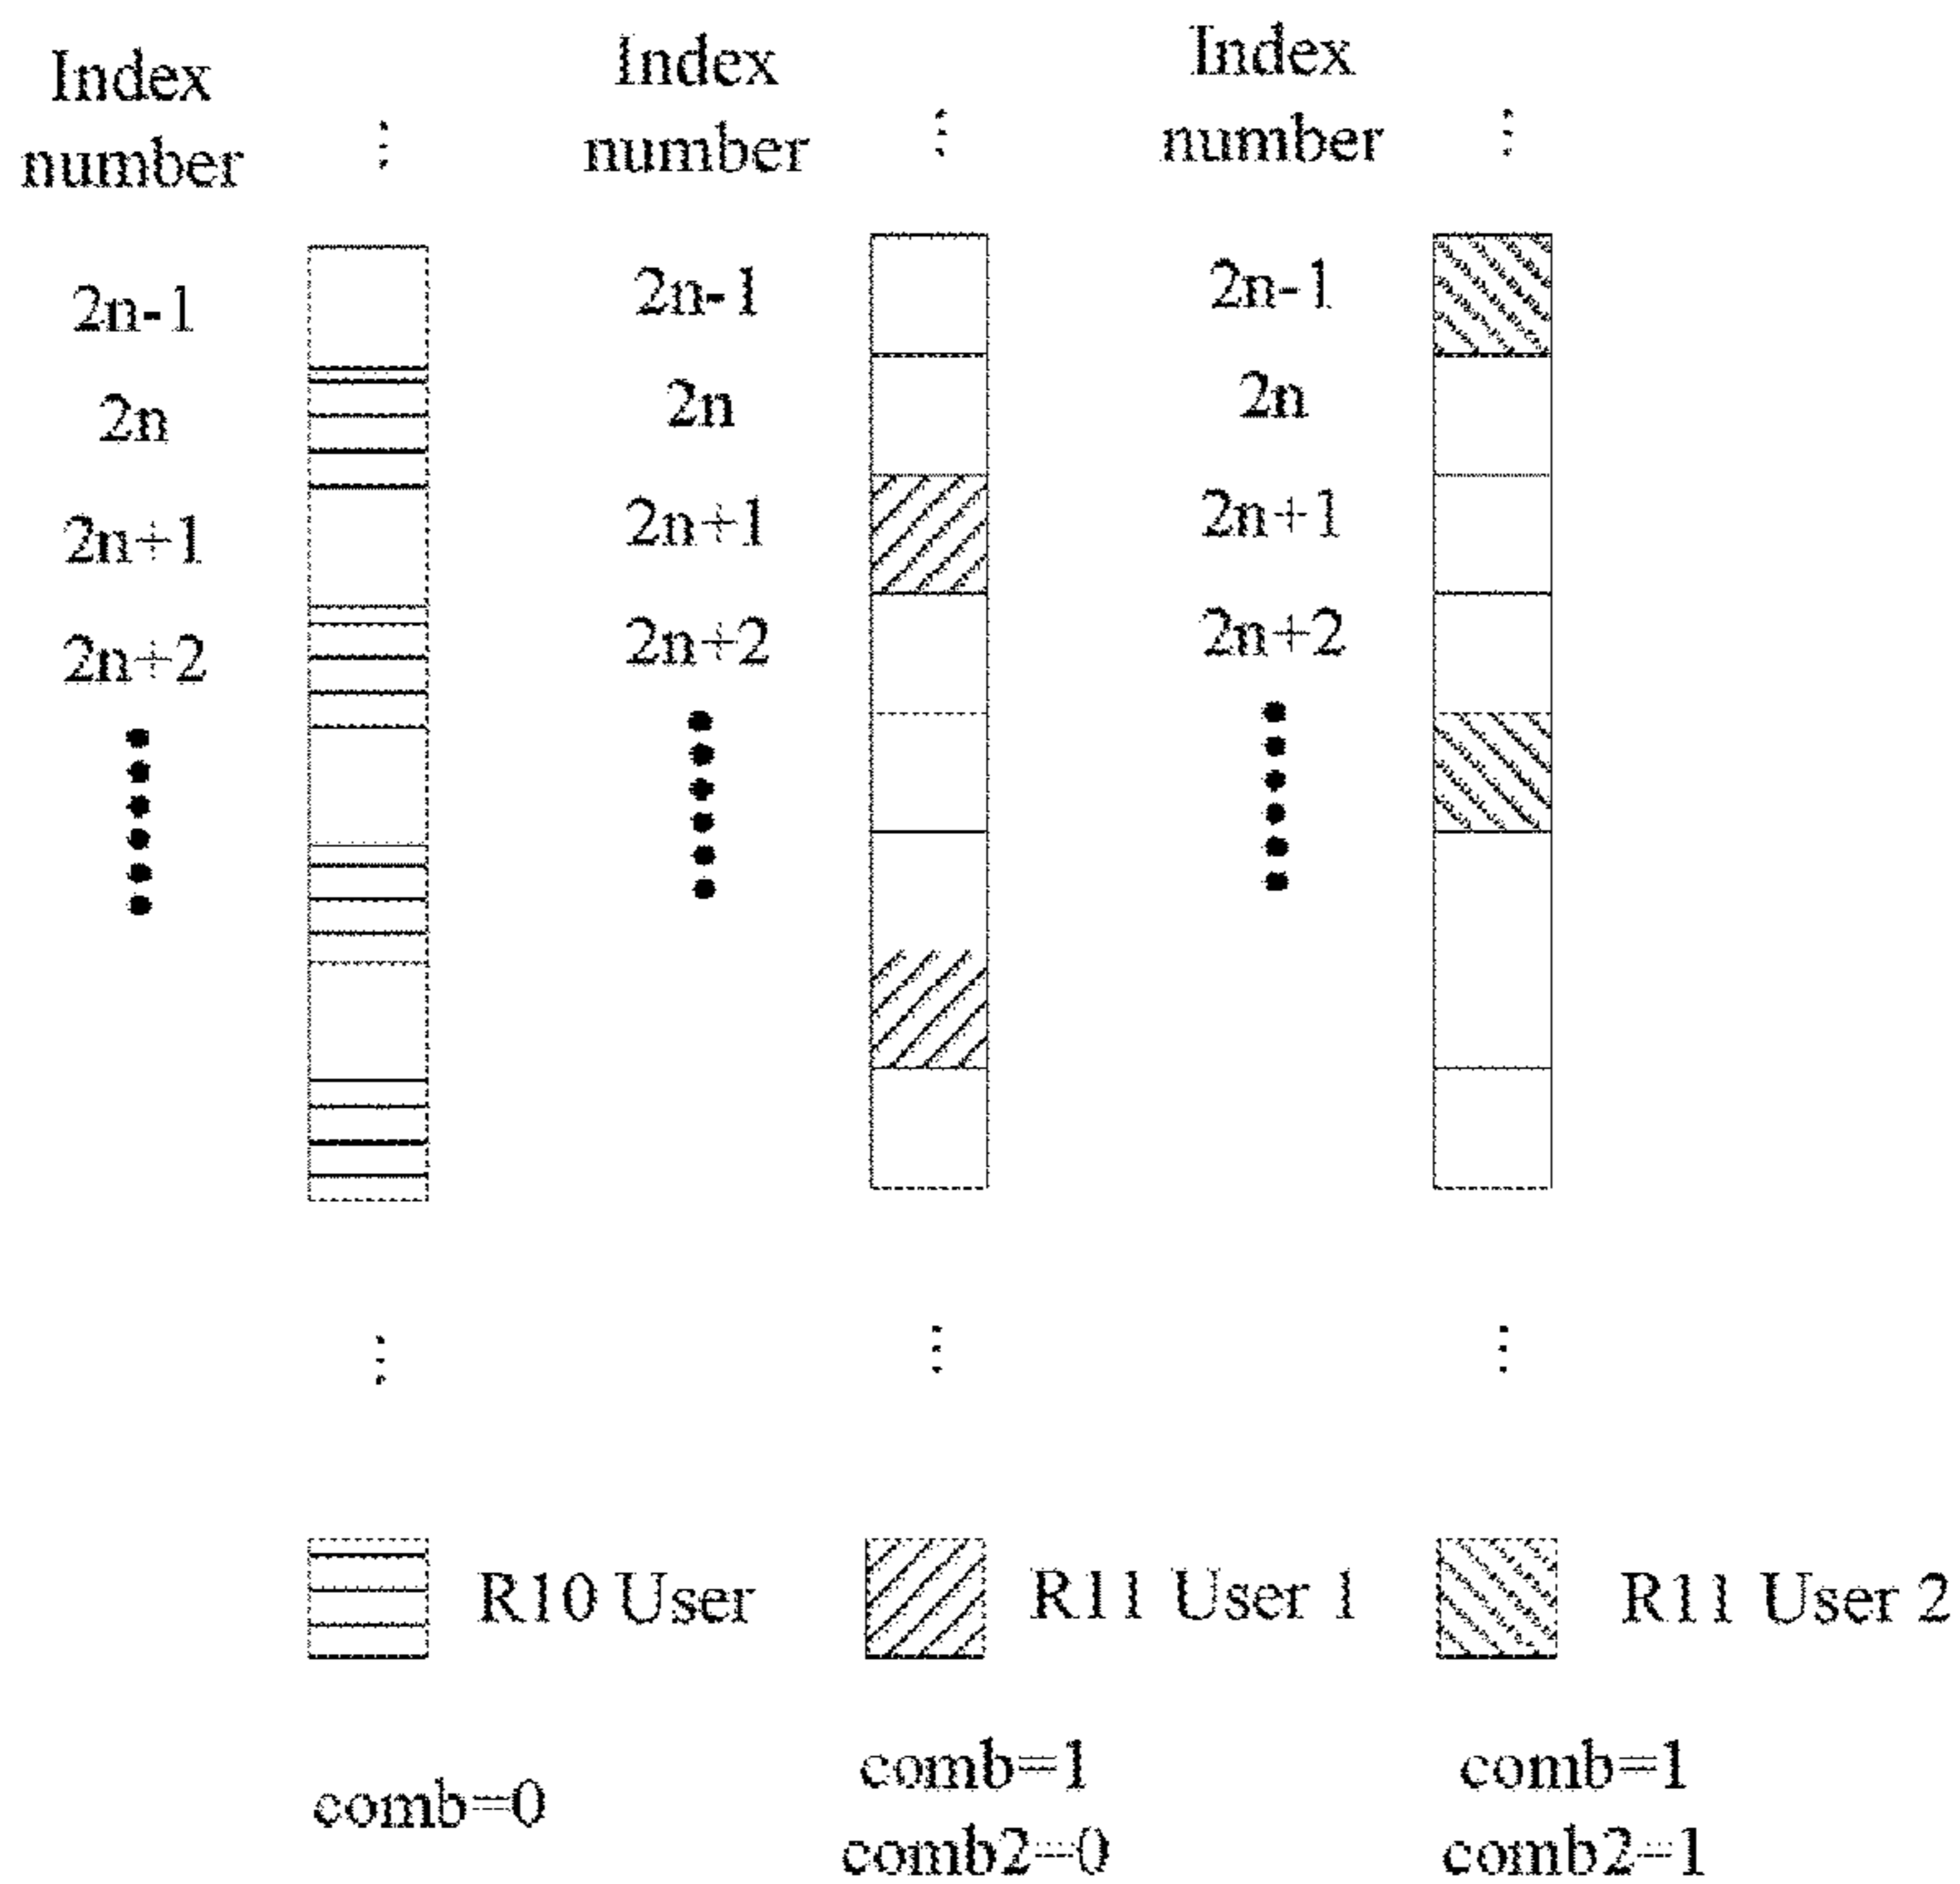 Index
number
2n-1
2n
2n+1
2n+2
Index
number
2n-1
2n
2n+1
2n+2
Index
number
2n-1
2n
2n+1
2n+2
R10 User
R11 User 1
R11 User 2
comb=0
comb=1
comb2=0
comb=1
comb2=1